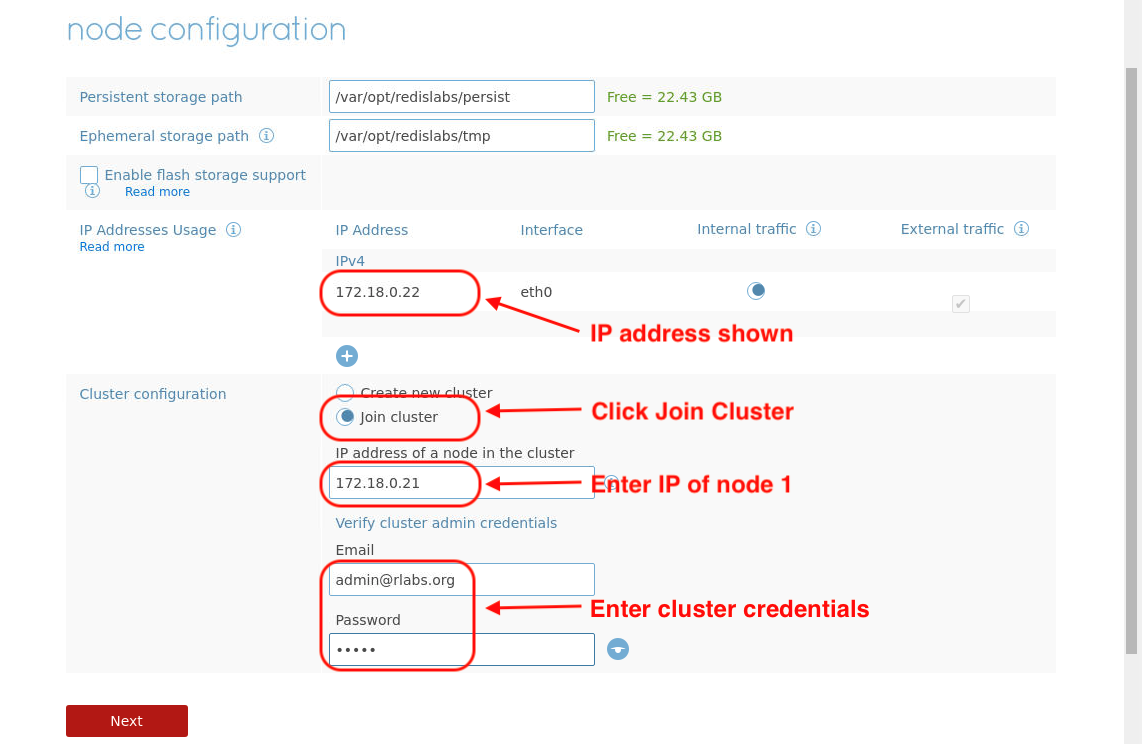 node configuration
Persistent storage path /var/opt/redislabs/persist Free = 22.43 GB
Ephemeral storage path /var/opt/redislabs/tmp Free = 22.43 GB
Enable flash storage support
Read more
IP Addresses Usage IP Address Interface Internal traffic External traffic
Read more
IPv4
172.18.0.22 eth0
IP address shown
Cluster configuration Create new cluster
Join cluster Click Join Cluster
IP address of a node in the cluster
172.18.0.21 Enter IP of node 1
Verify cluster admin credentials
Email
admin@rlabs.org
Enter cluster credentials
Password
•••••
Next